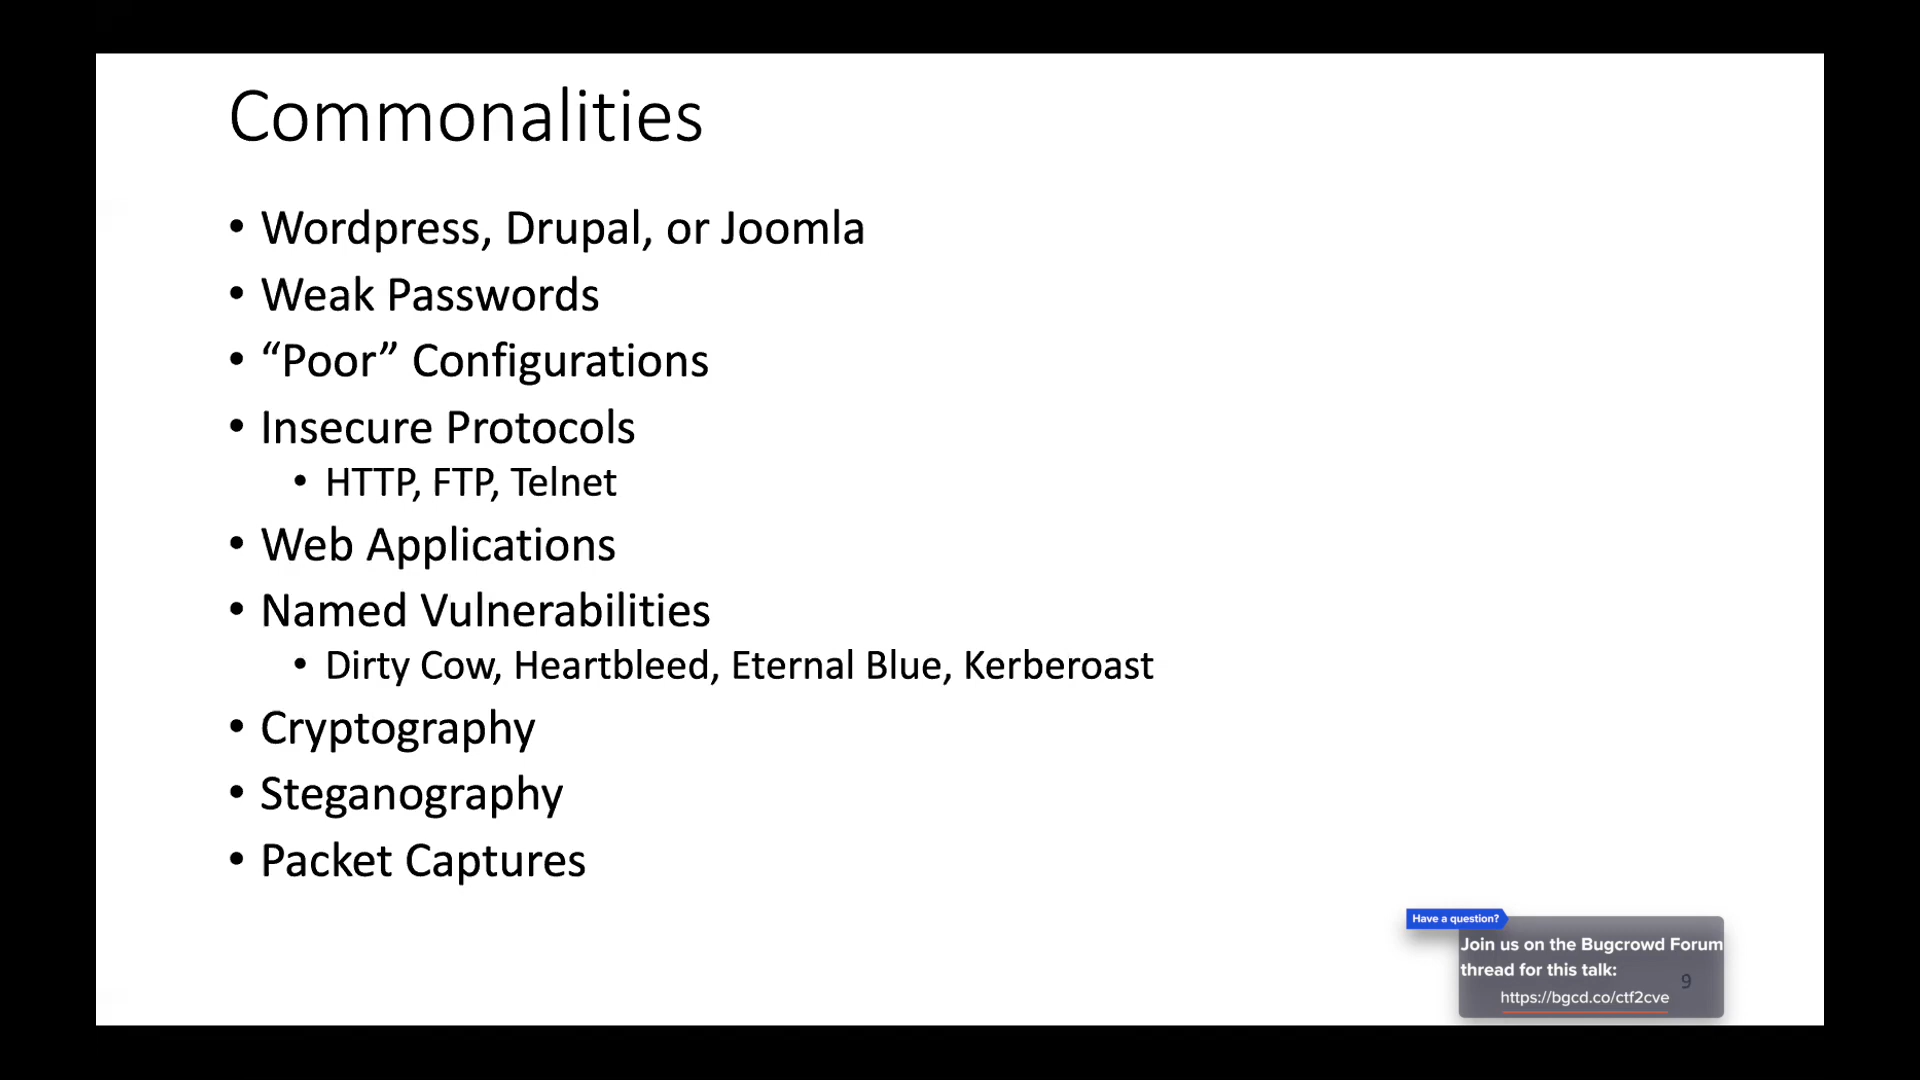 Commonalities
• Wordpress, Drupal, or Joomla
• Weak Passwords
• “Poor” Configurations
• Insecure Protocols
• HTTP, FTP, Telnet
• Web Applications
• Named Vulnerabilities
• Dirty Cow, Heartbleed, Eternal Blue, Kerberoast
• Cryptography
• Steganography
• Packet Captures
Have a question?
Join us on the Bugcrowd Forum
thread for this talk:
9
https://bgcd.co/ctf2cve